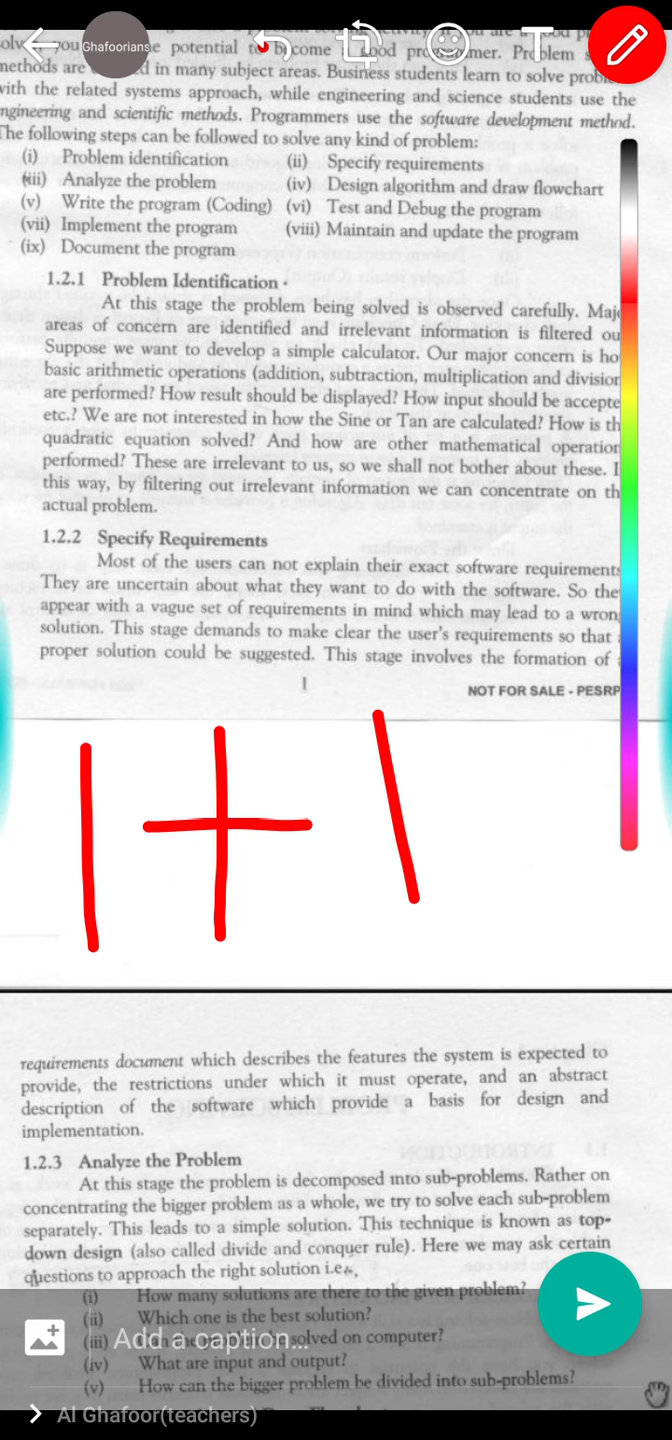 Ghafoorians
T
potential to become a good programmer. Problem
methods are in many subject areas. Business students learn to solve
with the related systems approach, while engineering and science students use the
engineering and scientific methods. Programmers use the software development method.
The following steps can be followed to solve any kind of problem:
(i) Problem identification (ii) Specify requirements
(iii) Analyze the problem (iv) Design algorithm and draw flowchart
(v) Write the program (Coding) (vi) Test and Debug the program
(vii) Implement the program (viii) Maintain and update the program
(ix) Document the program
1.2.1 Problem Identification
At this stage the problem being solved is observed carefully. Maj
areas of concern are identified and irrelevant information is filtered ou
Suppose we want to develop a simple calculator. Our major concern is ho
basic arithmetic operations (addition, subtraction, multiplication and division
are performed? How result should be displayed? How input should be accepte
etc.? We are not interested in how the Sine or Tan are calculated? How is th
quadratic equation solved? And how are other mathematical operation
performed? These are irrelevant to us, so we shall not bother about these. I
this way, by filtering out irrelevant information we can concentrate on th
actual problem.
1.2.2 Specify Requirements
Most of the users can not explain their exact software requirements
They are uncertain about what they want to do with the software. So the
appear with a vague set of requirements in mind which may lead to a wron
solution. This stage demands to make clear the user's requirements so that
proper solution could be suggested. This stage involves the formation of
1
NOT FOR SALE - PESRP
1 + 1
requirements document which describes the features the system is expected to
provide, the restrictions under which it must operate, and an abstract
description of the software which provide a basis for design and
implementation.
1.2.3 Analyze the Problem
At this stage the problem is decomposed into sub-problems. Rather on
concentrating the bigger problem as a whole, we try to solve each sub-problem
separately. This leads to a simple solution. This technique is known as top-
down design (also called divide and conquer rule). Here we may ask certain
questions to approach the right solution i.e.,
(i) How many solutions are there to the given problem?
(ii) Which one is the best solution?
(iii) solved on computer?
Add a caption...
(iv) What are input and output?
(v) How can the bigger problem be divided into sub-problems?
Al Ghafoor(teachers)